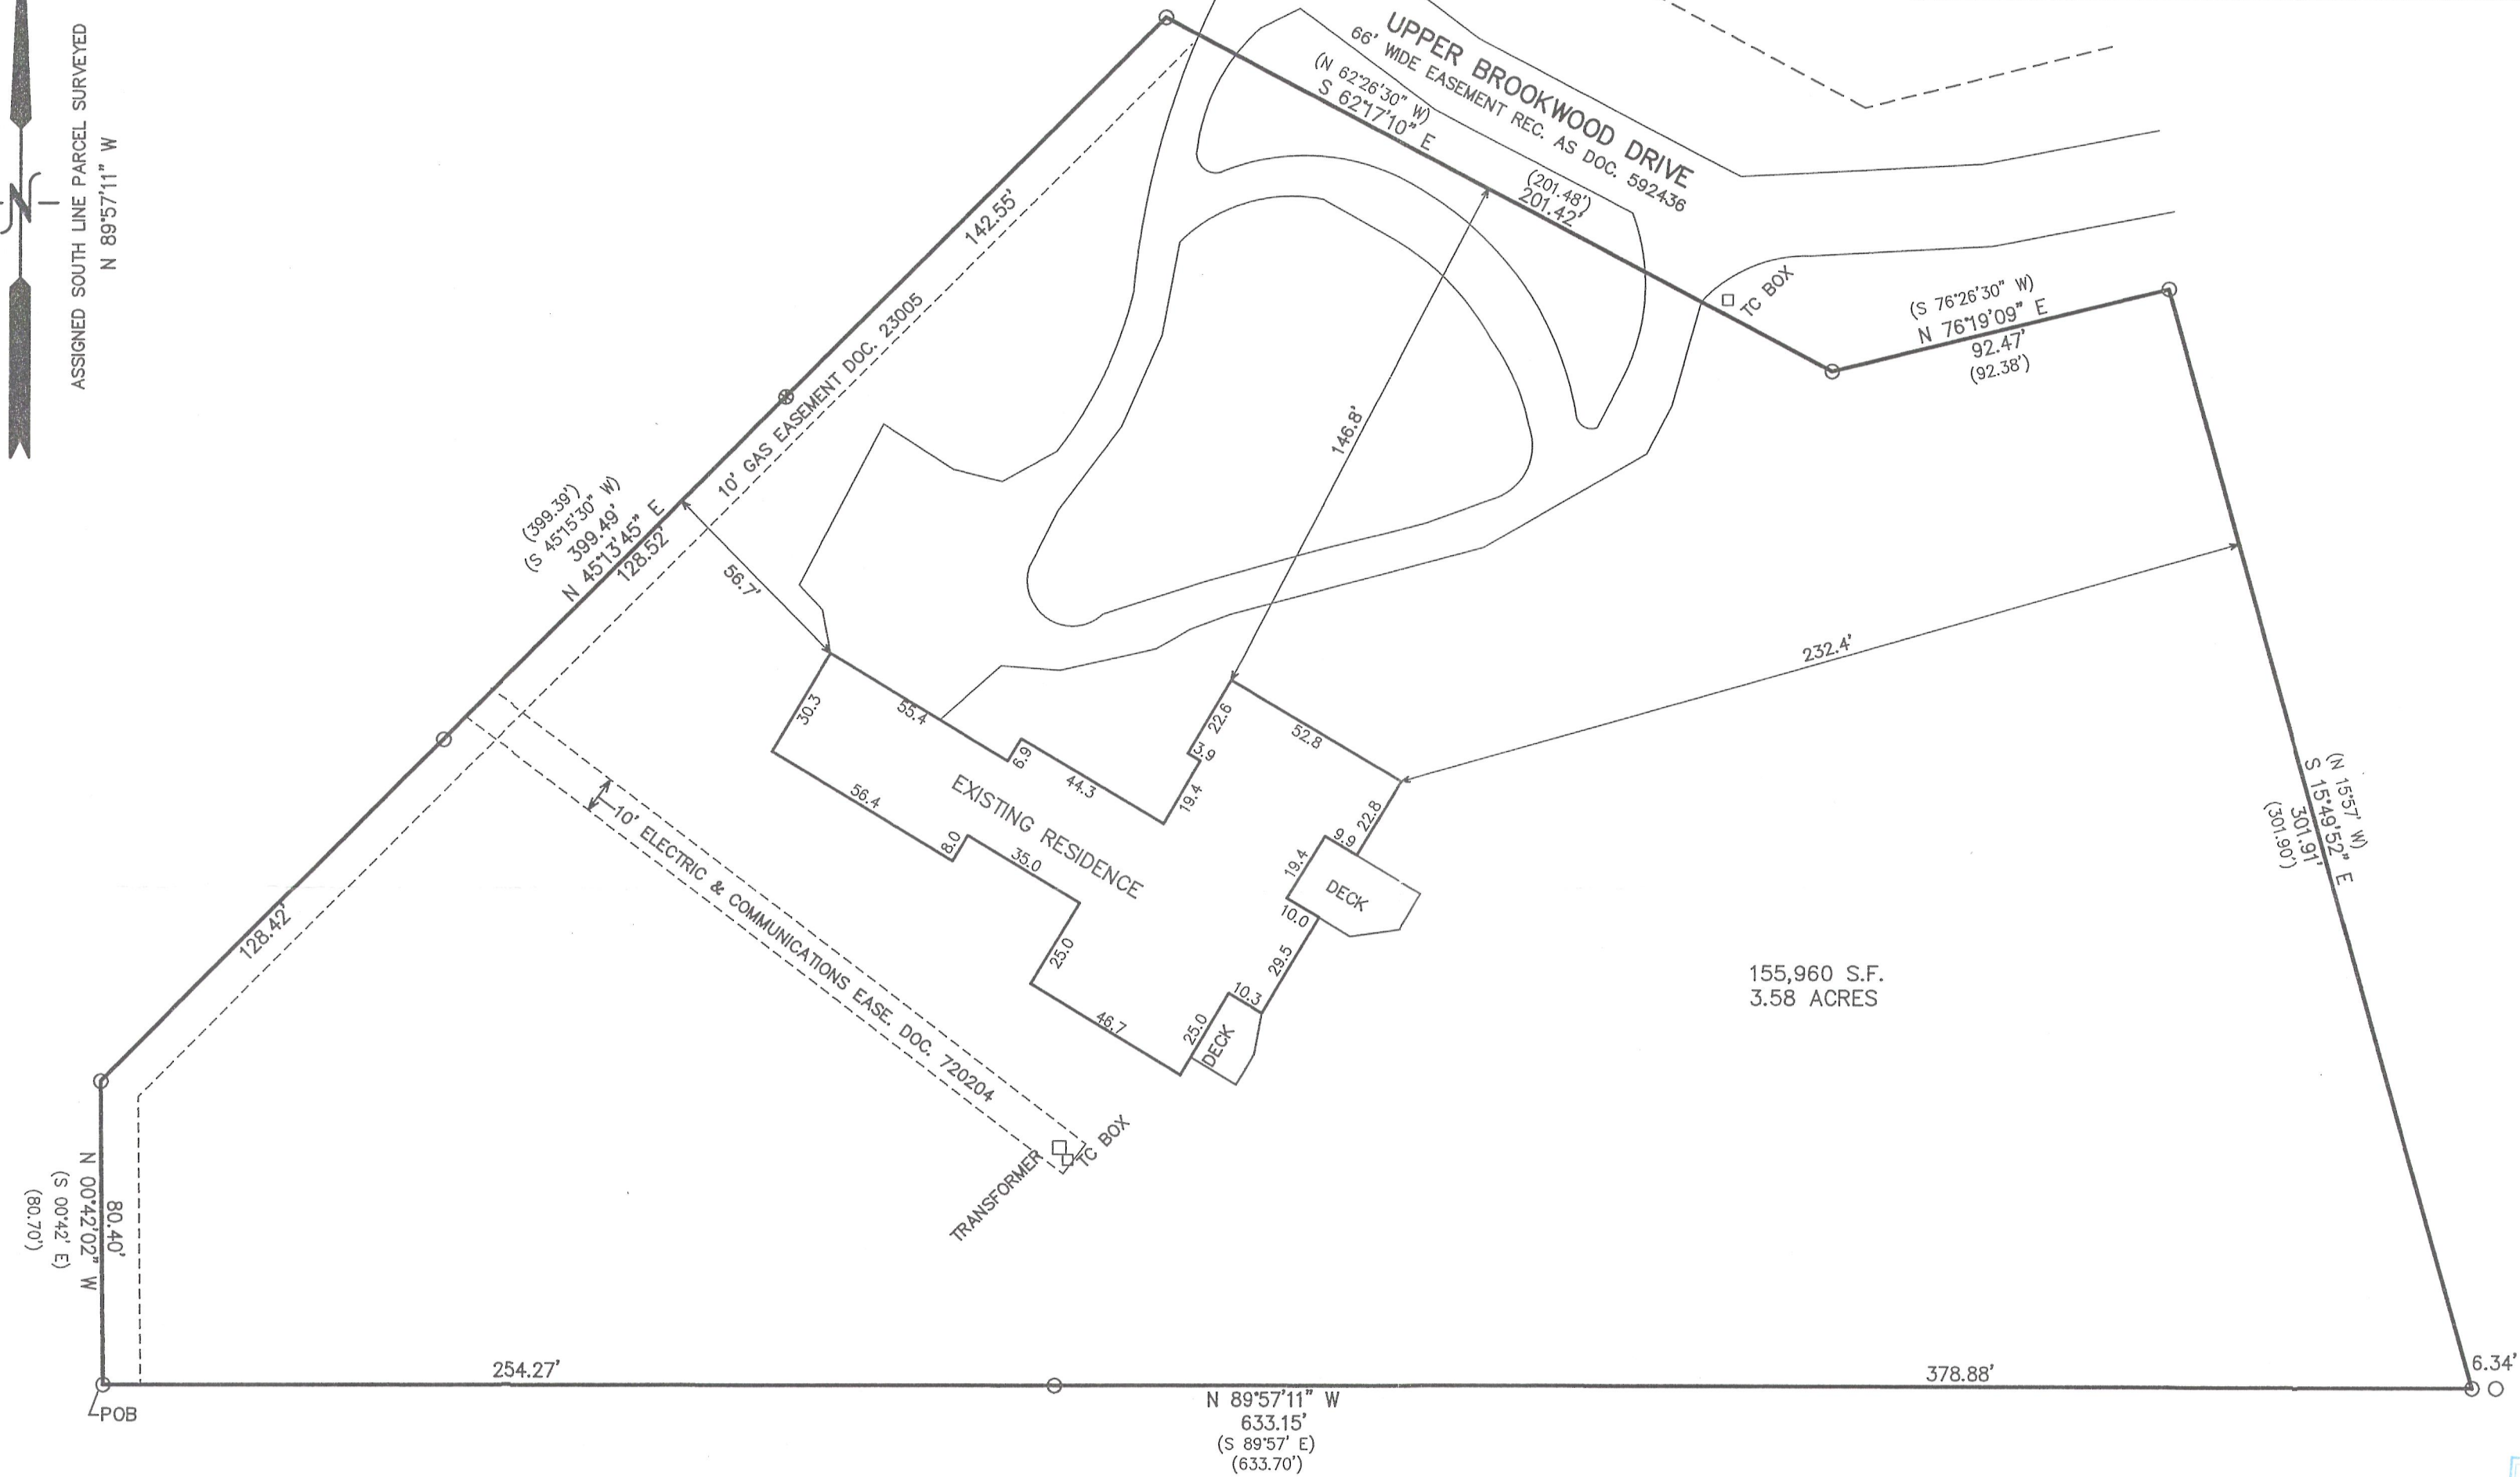 ASSIGNED SOUTH LINE PARCEL SURVEYED
N 89°57'11" W
N
UPPER BROOKWOOD DRIVE
66' WIDE EASEMENT REC. AS DOC. 592436
(N 62°26'30" W)
S 62°17'10" E
(201.48')
201.42'
TC BOX
(S 76°26'30" W)
N 76°19'09" E
92.47'
(92.38')
142.55'
10' GAS EASEMENT DOC. 23005
(399.39')
(S 45°15'30" W)
399.49'
N 45°13'45" E
128.52'
56.7'
146.8'
232.4'
30.3
55.4
6.9
44.3
19.4
3.9
22.6
52.8
22.8
9.9
19.4
DECK
10.0
29.5
10.3
DECK
25.0
46.7
25.0
35.0
8.0
56.4
EXISTING RESIDENCE
10' ELECTRIC & COMMUNICATIONS EASE. DOC. 720204
TRANSFORMER
TC BOX
(N 15°57' W)
S 15°49'52" E
301.91'
(301.90')
155,960 S.F.
3.58 ACRES
128.42'
80.40'
N 00°42'02" W
(S 00°42' E)
(80.70')
254.27'
378.88'
6.34'
POB
N 89°57'11" W
633.15'
(S 89°57' E)
(633.70')